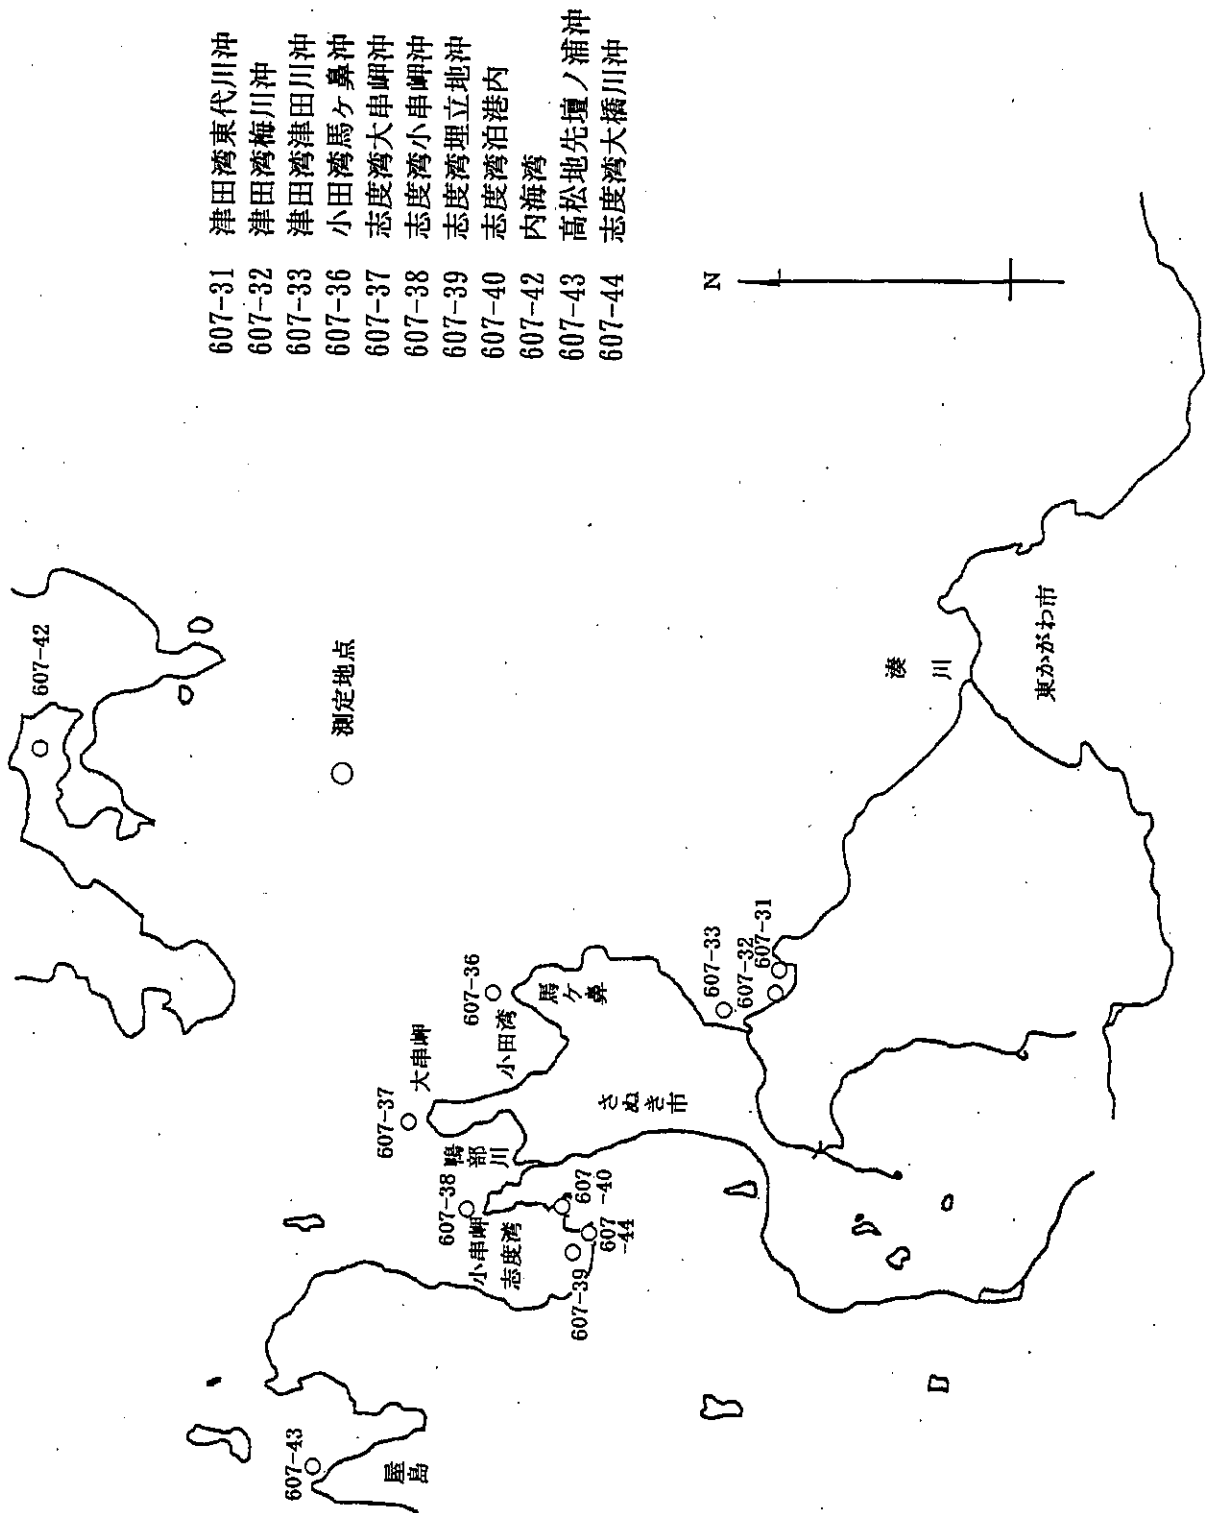 607-31 津田湾東代川沖
607-32 津田湾梅川沖
607-33 津田湾津田川沖
607-36 小田湾馬ヶ鼻沖
607-37 志度湾大串岬沖
607-38 志度湾小串岬沖
607-39 志度湾埋立地沖
607-40 志度湾泊港内
607-42 内海湾
607-43 高松地先壇ノ浦沖
607-44 志度湾大橋川沖
N
607-42
○ 測定地点
607-43
屋島
607-37
大串岬
607-38
小串岬
志度湾
鴨部川
607-36
小田湾
馬ヶ鼻
607-39
607
-44
607
-40
さぬき市
607-33
607-32
607-31
湊川
東かがわ市